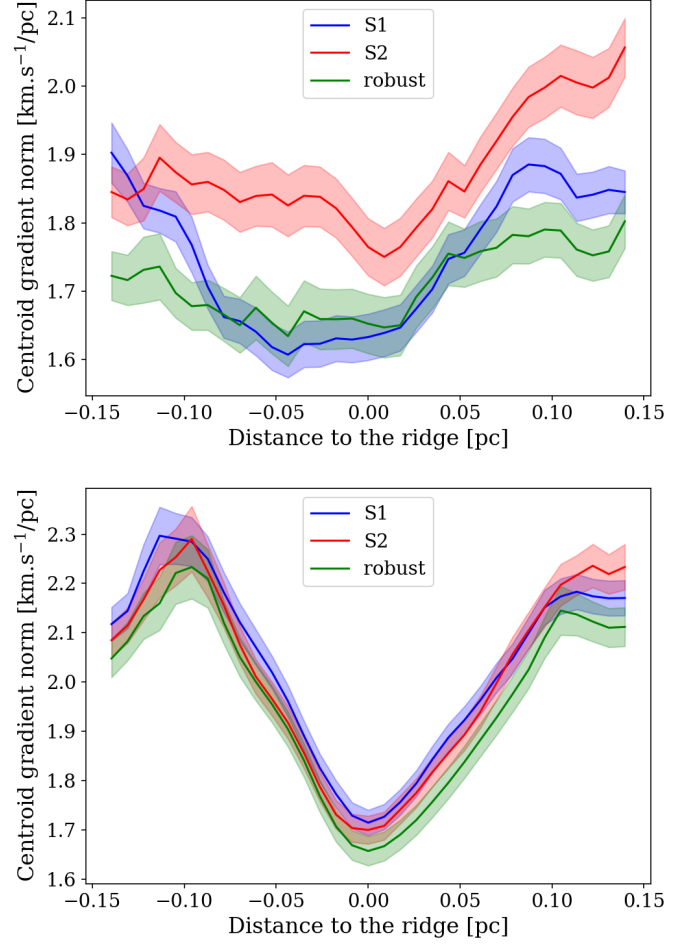 2.1
2.0
1.9
1.8
1.7
1.6
Centroid gradient norm [km.s⁻¹/pc]
S1
S2
robust
−0.15 −0.10 −0.05 0.00 0.05 0.10 0.15
Distance to the ridge [pc]
2.3
2.2
2.1
2.0
1.9
1.8
1.7
1.6
Centroid gradient norm [km.s⁻¹/pc]
S1
S2
robust
−0.15 −0.10 −0.05 0.00 0.05 0.10 0.15
Distance to the ridge [pc]